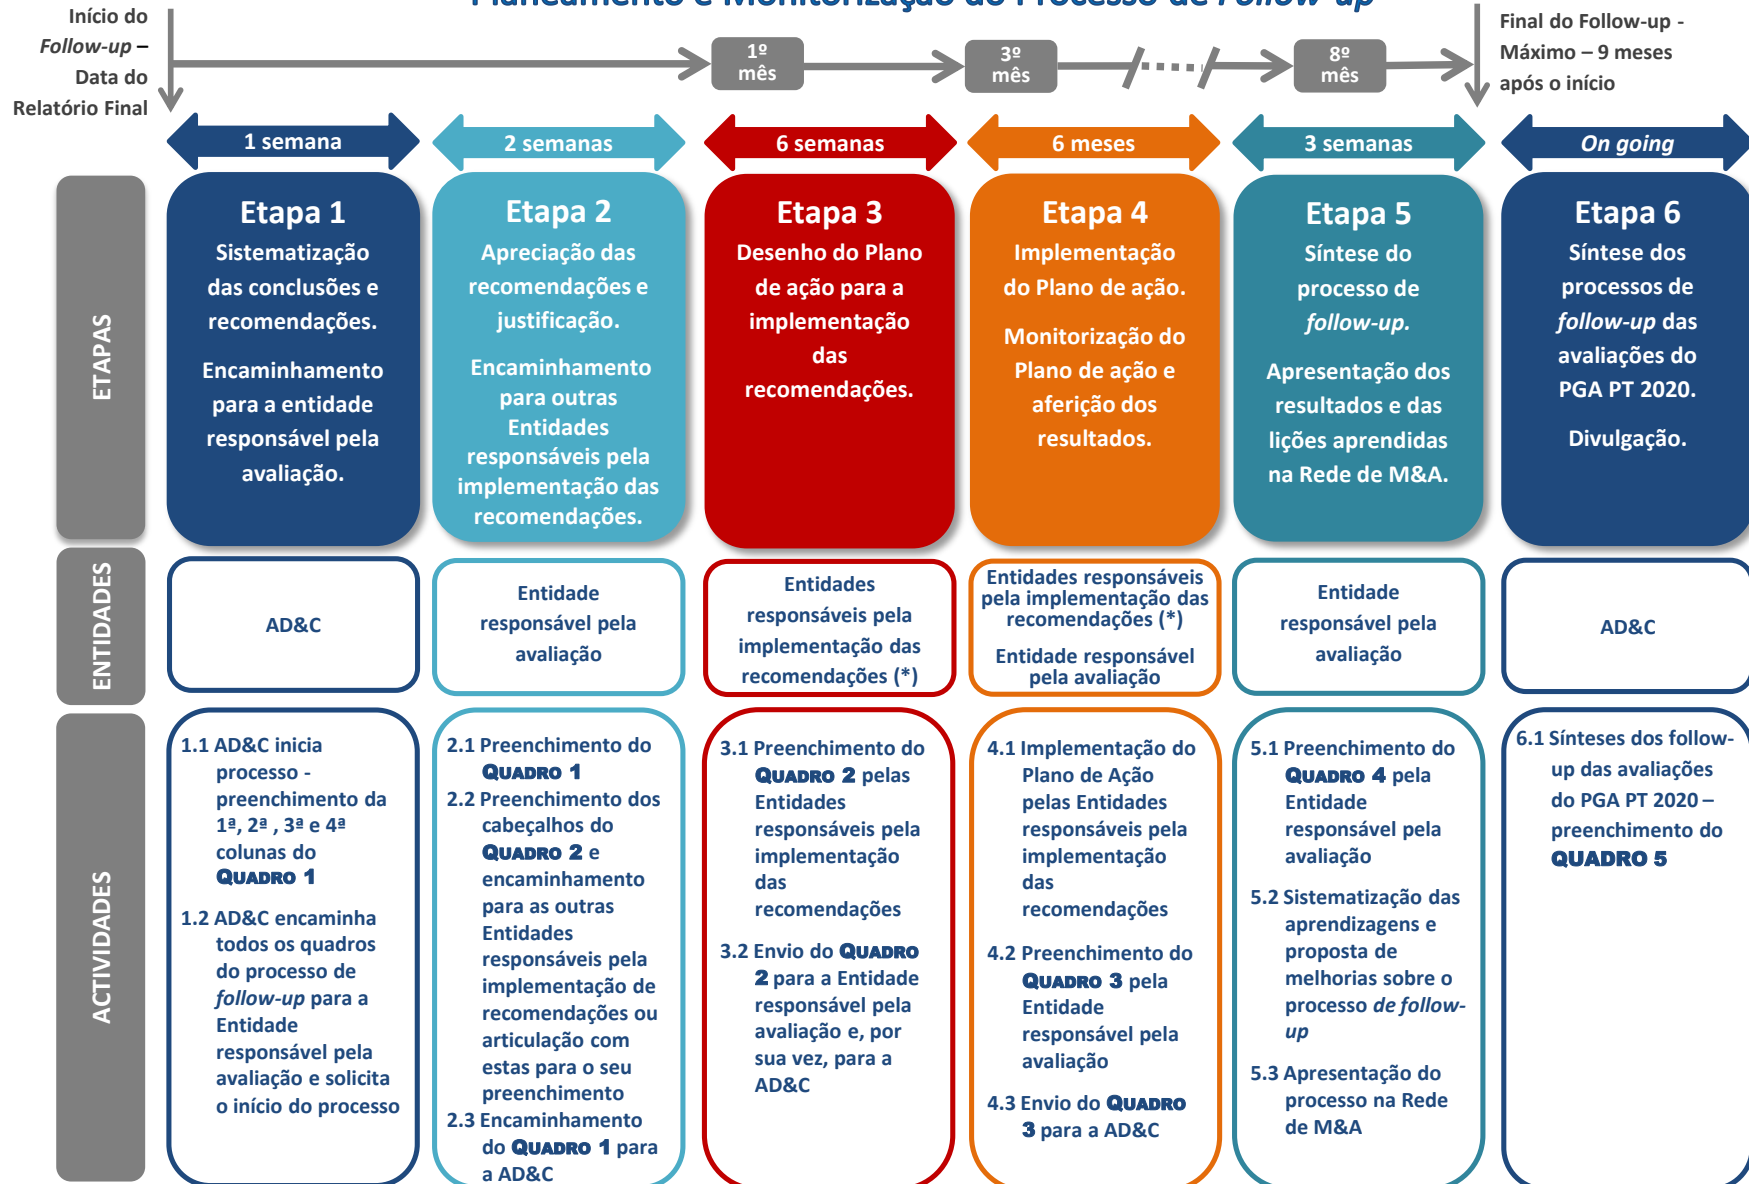 Planeamento e Monitorização do Processo de Follow-up
Início do
Follow-up –
Data do
Relatório Final
1º
mês
3º
mês
8º
mês
Final do Follow-up -
Máximo – 9 meses
após o início
1 semana
2 semanas
6 semanas
6 meses
3 semanas
On going
ETAPAS
Etapa 1
Sistematização
das conclusões e
recomendações.
Encaminhamento
para a entidade
responsável pela
avaliação.
Etapa 2
Apreciação das
recomendações e
justificação.
Encaminhamento
para outras
Entidades
responsáveis pela
implementação das
recomendações.
Etapa 3
Desenho do Plano
de ação para a
implementação
das
recomendações.
Etapa 4
Implementação
do Plano de ação.
Monitorização do
Plano de ação e
aferição dos
resultados.
Etapa 5
Síntese do
processo de
follow-up.
Apresentação dos
resultados e das
lições aprendidas
na Rede de M&A.
Etapa 6
Síntese dos
processos de
follow-up das
avaliações do
PGA PT 2020.
Divulgação.
ENTIDADES
AD&C
Entidade
responsável pela
avaliação
Entidades
responsáveis pela
implementação das
recomendações (*)
Entidades responsáveis
pela implementação das
recomendações (*)
Entidade responsável
pela avaliação
Entidade
responsável pela
avaliação
AD&C
ACTIVIDADES
1.1 AD&C inicia
processo -
preenchimento da
1ª, 2ª , 3ª e 4ª
colunas do
QUADRO 1
1.2 AD&C encaminha
todos os quadros
do processo de
follow-up para a
Entidade
responsável pela
avaliação e solicita
o início do processo
2.1 Preenchimento do
QUADRO 1
2.2 Preenchimento dos
cabeçalhos do
QUADRO 2 e
encaminhamento
para as outras
Entidades
responsáveis pela
implementação de
recomendações ou
articulação com
estas para o seu
preenchimento
2.3 Encaminhamento
do QUADRO 1 para
a AD&C
3.1 Preenchimento do
QUADRO 2 pelas
Entidades
responsáveis pela
implementação
das
recomendações
3.2 Envio do QUADRO
2 para a Entidade
responsável pela
avaliação e, por
sua vez, para a
AD&C
4.1 Implementação do
Plano de Ação
pelas Entidades
responsáveis pela
implementação
das
recomendações
4.2 Preenchimento do
QUADRO 3 pela
Entidade
responsável pela
avaliação
4.3 Envio do QUADRO
3 para a AD&C
5.1 Preenchimento do
QUADRO 4 pela
Entidade
responsável pela
avaliação
5.2 Sistematização das
aprendizagens e
proposta de
melhorias sobre o
processo de follow-
up
5.3 Apresentação do
processo na Rede
de M&A
6.1 Sínteses dos follow-
up das avaliações
do PGA PT 2020 –
preenchimento do
QUADRO 5